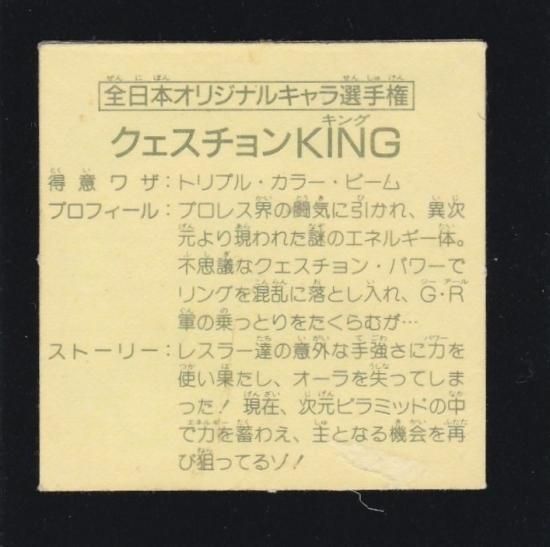 全日本オリジナルキャラ選手権
クェスチョンKING
得意ワザ：トリプル・カラー・ビーム
プロフィール：プロレス界の闘気に引かれ、異次
元より現われた謎のエネルギー体。
不思議なクェスチョン・パワーで
リングを混乱に落とし入れ、G・R
軍の乗っとりをたくらむが…
ストーリー：レスラー達の意外な手強さに力を
使い果たし、オーラを失ってしま
った！現在、次元ピラミッドの中
で力を蓄わえ、主となる機会を再
び狙ってるゾ！